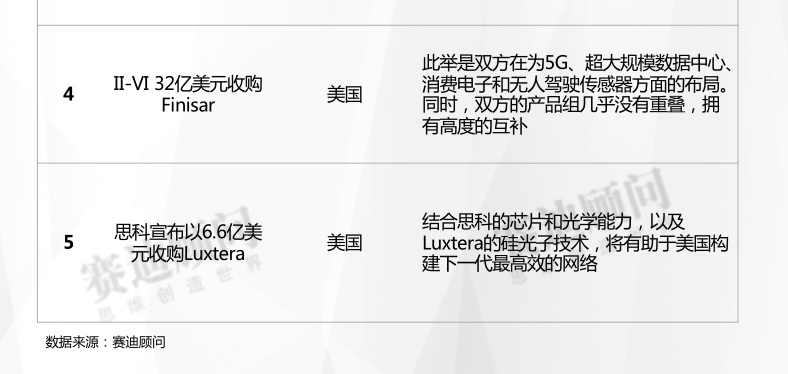 4
II-VI 32亿美元收购
Finisar
美国
此举是双方在为5G、超大规模数据中心、
消费电子和无人驾驶传感器方面的布局。
同时，双方的产品组几乎没有重叠，拥
有高度的互补
5
思科宣布以6.6亿美
元收购Luxtera
美国
结合思科的芯片和光学能力，以及
Luxtera的硅光子技术，将有助于美国构
建下一代最高效的网络
赛迪顾问
思维创造世界
赛迪顾问
数据来源：赛迪顾问